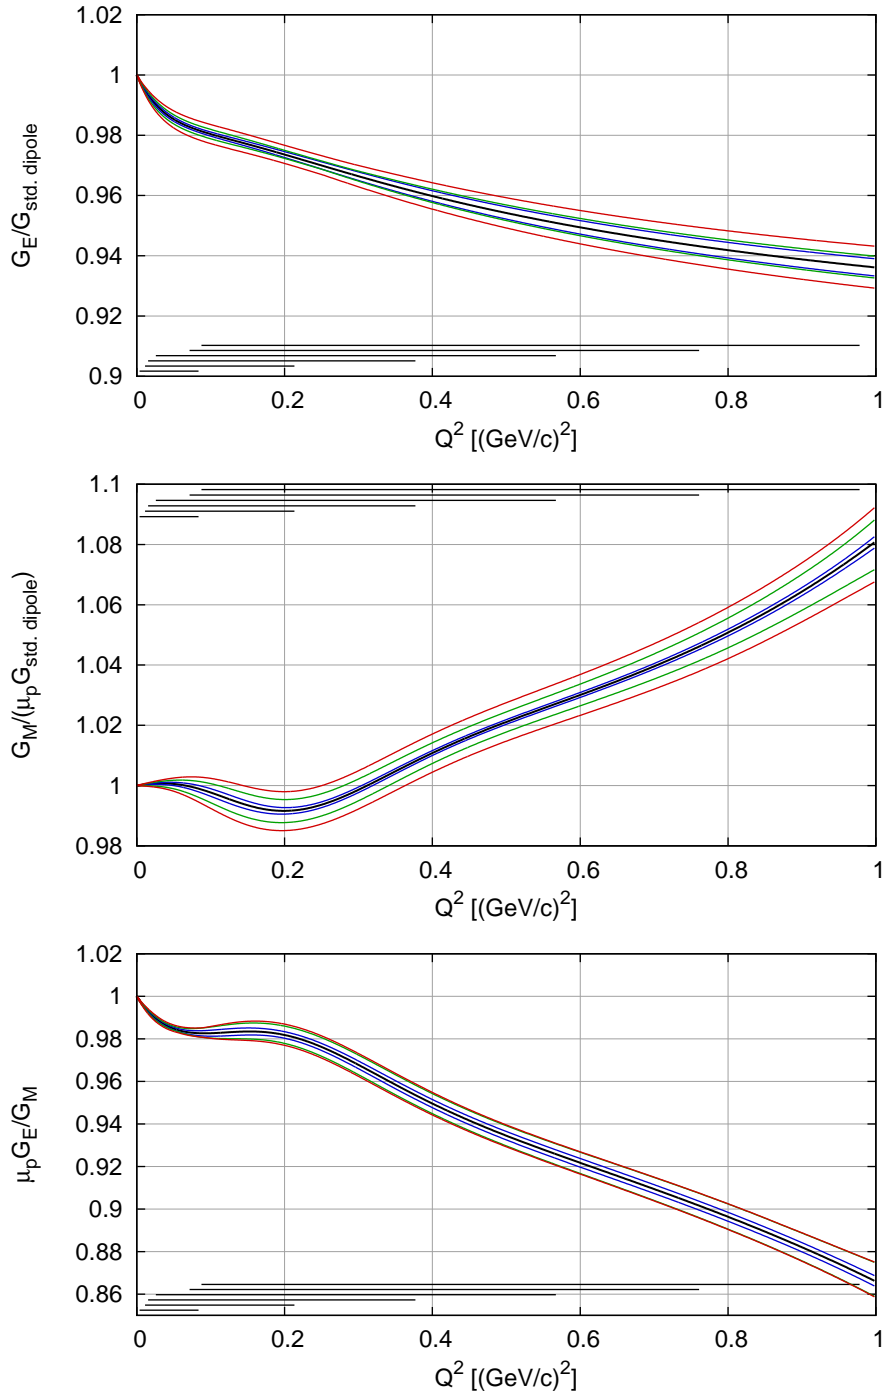 1.02
1
0.98
0.96
0.94
0.92
0.9
G_E/G_std. dipole
0 0.2 0.4 0.6 0.8 1
Q^2 [(GeV/c)^2]
1.1
1.08
1.06
1.04
1.02
1
0.98
G_M/(μ_pG_std. dipole)
0 0.2 0.4 0.6 0.8 1
Q^2 [(GeV/c)^2]
1.02
1
0.98
0.96
0.94
0.92
0.9
0.88
0.86
μ_pG_E/G_M
0 0.2 0.4 0.6 0.8 1
Q^2 [(GeV/c)^2]